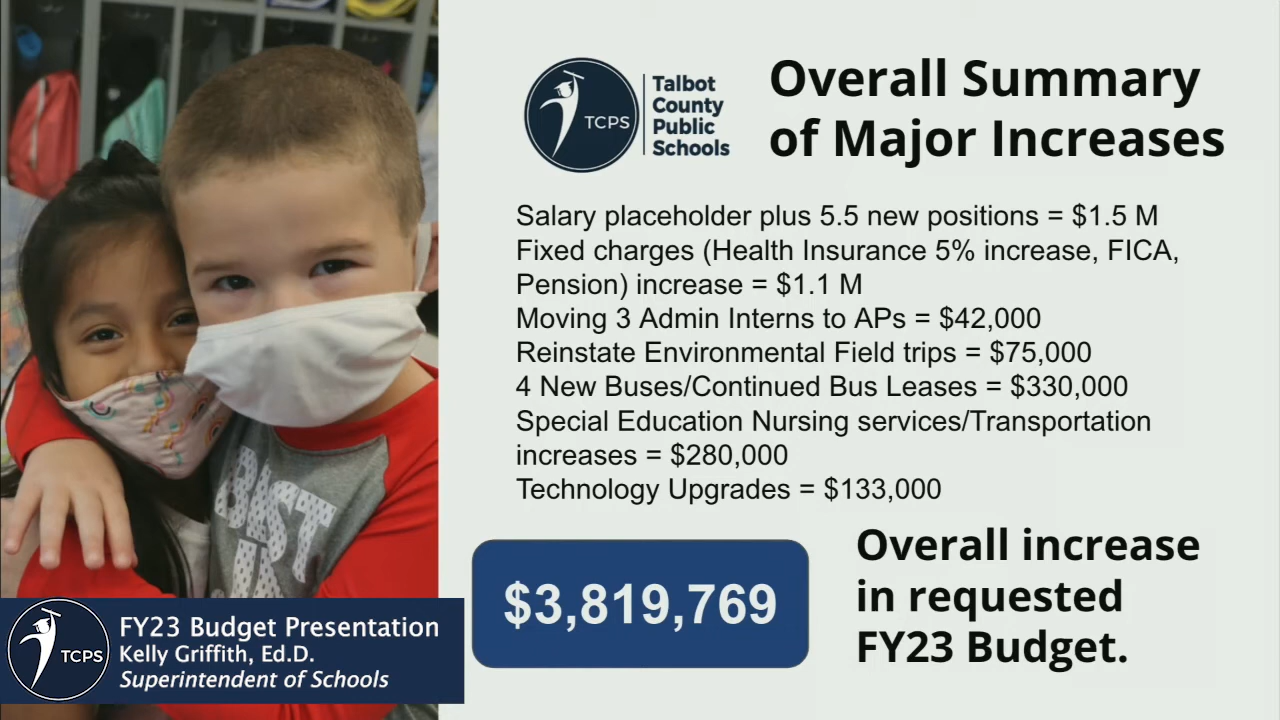 TCPS
Talbot
County
Public
Schools
Overall Summary
of Major Increases
Salary placeholder plus 5.5 new positions = $1.5 M
Fixed charges (Health Insurance 5% increase, FICA,
Pension) increase = $1.1 M
Moving 3 Admin Interns to APs = $42,000
Reinstate Environmental Field trips = $75,000
4 New Buses/Continued Bus Leases = $330,000
Special Education Nursing services/Transportation
increases = $280,000
Technology Upgrades = $133,000
$3,819,769
Overall increase
in requested
FY23 Budget.
TCPS
FY23 Budget Presentation
Kelly Griffith, Ed.D.
Superintendent of Schools